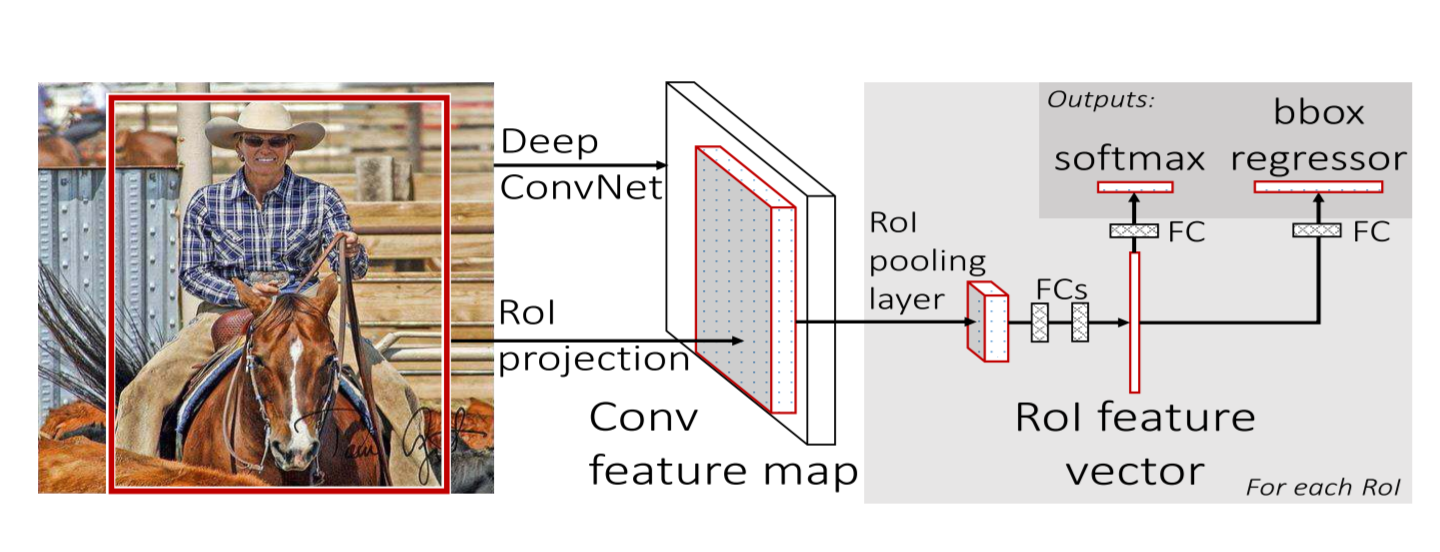 Deep
ConvNet
RoI
projection
Conv
feature map
RoI
pooling
layer
FCs
Outputs:
softmax
bbox
regressor
FC
FC
RoI feature
vector
For each RoI